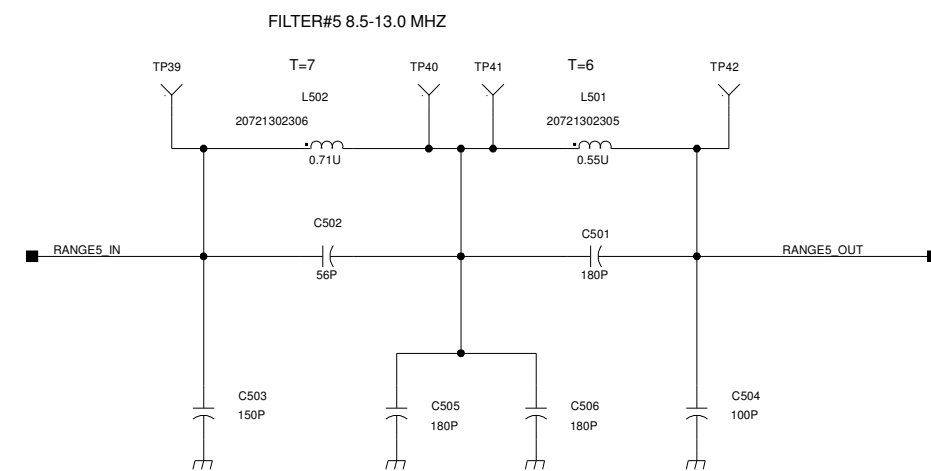 FILTER#5 8.5-13.0 MHZ
TP39
T=7
TP40
TP41
T=6
TP42
L502
L501
20721302306
20721302305
0.71U
0.55U
C502
C501
RANGE5_IN
RANGE5_OUT
56P
180P
C503
150P
C505
180P
C506
180P
C504
100P